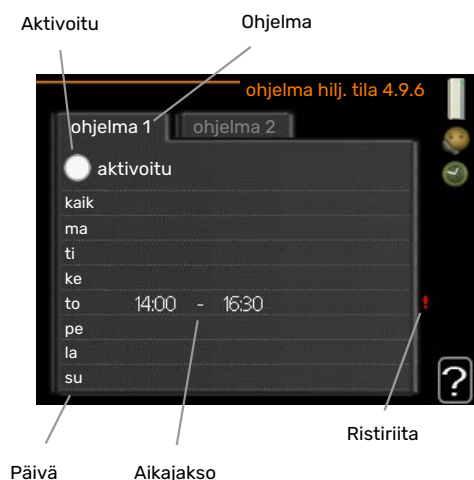 Aktivoitu
Ohjelma
ohjelma hilj. tila 4.9.6
ohjelma 1
ohjelma 2
aktivoitu
kaik
ma
ti
ke
to 14:00 - 16:30 !
pe
la
su
?
Ristiriita
Päivä
Aikajakso